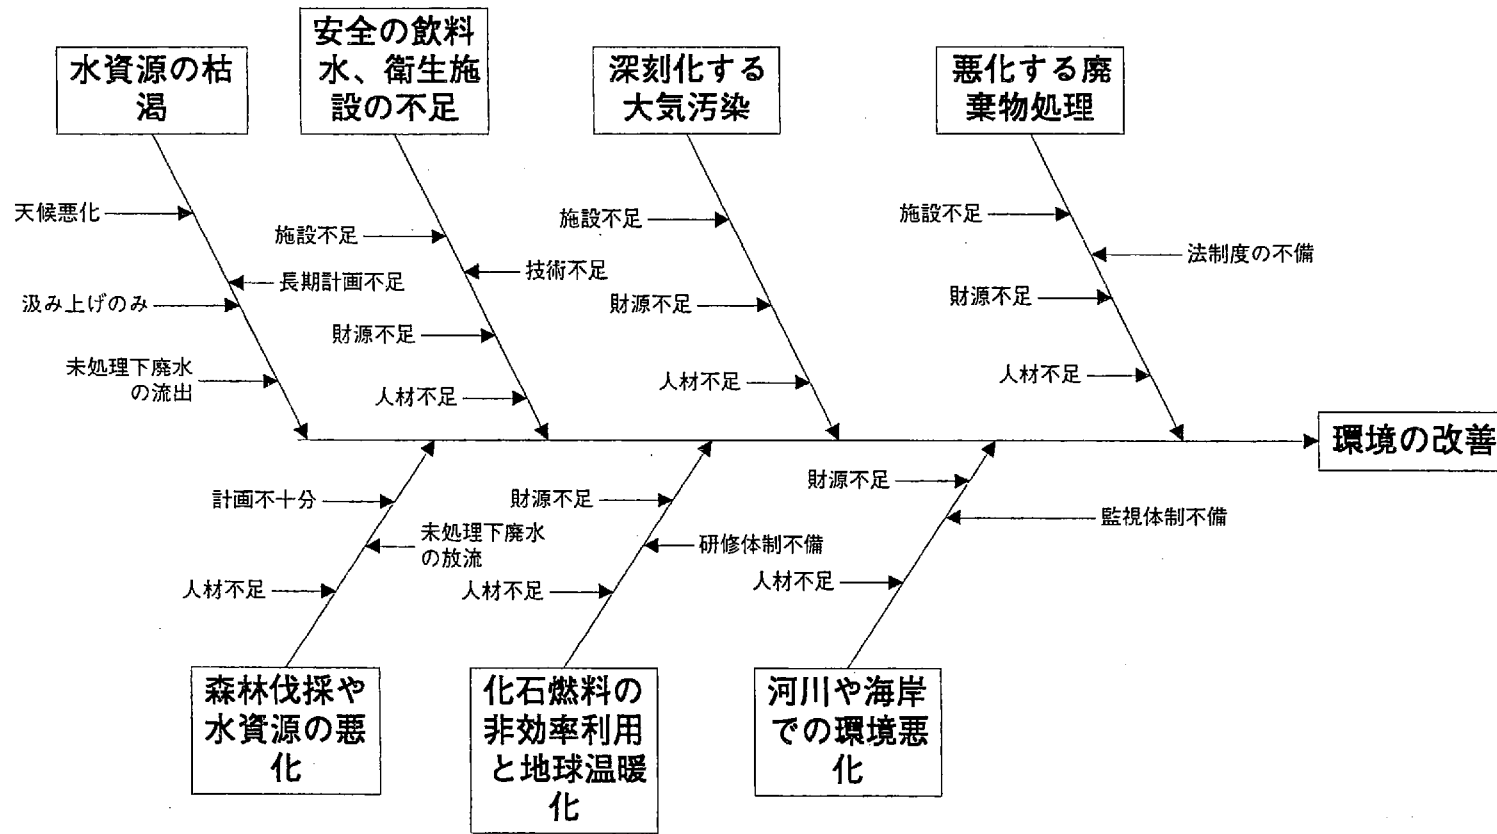 水資源の枯
渇
安全の飲料
水、衛生施
設の不足
深刻化する
大気汚染
悪化する廃
棄物処理
天候悪化
長期計画不足
汲み上げのみ
未処理下廃水
の流出
施設不足
技術不足
財源不足
人材不足
施設不足
財源不足
人材不足
施設不足
法制度の不備
財源不足
人材不足
環境の改善
計画不十分
未処理下廃水
の放流
人材不足
財源不足
研修体制不備
人材不足
財源不足
監視体制不備
人材不足
森林伐採や
水資源の悪
化
化石燃料の
非効率利用
と地球温暖
化
河川や海岸
での環境悪
化